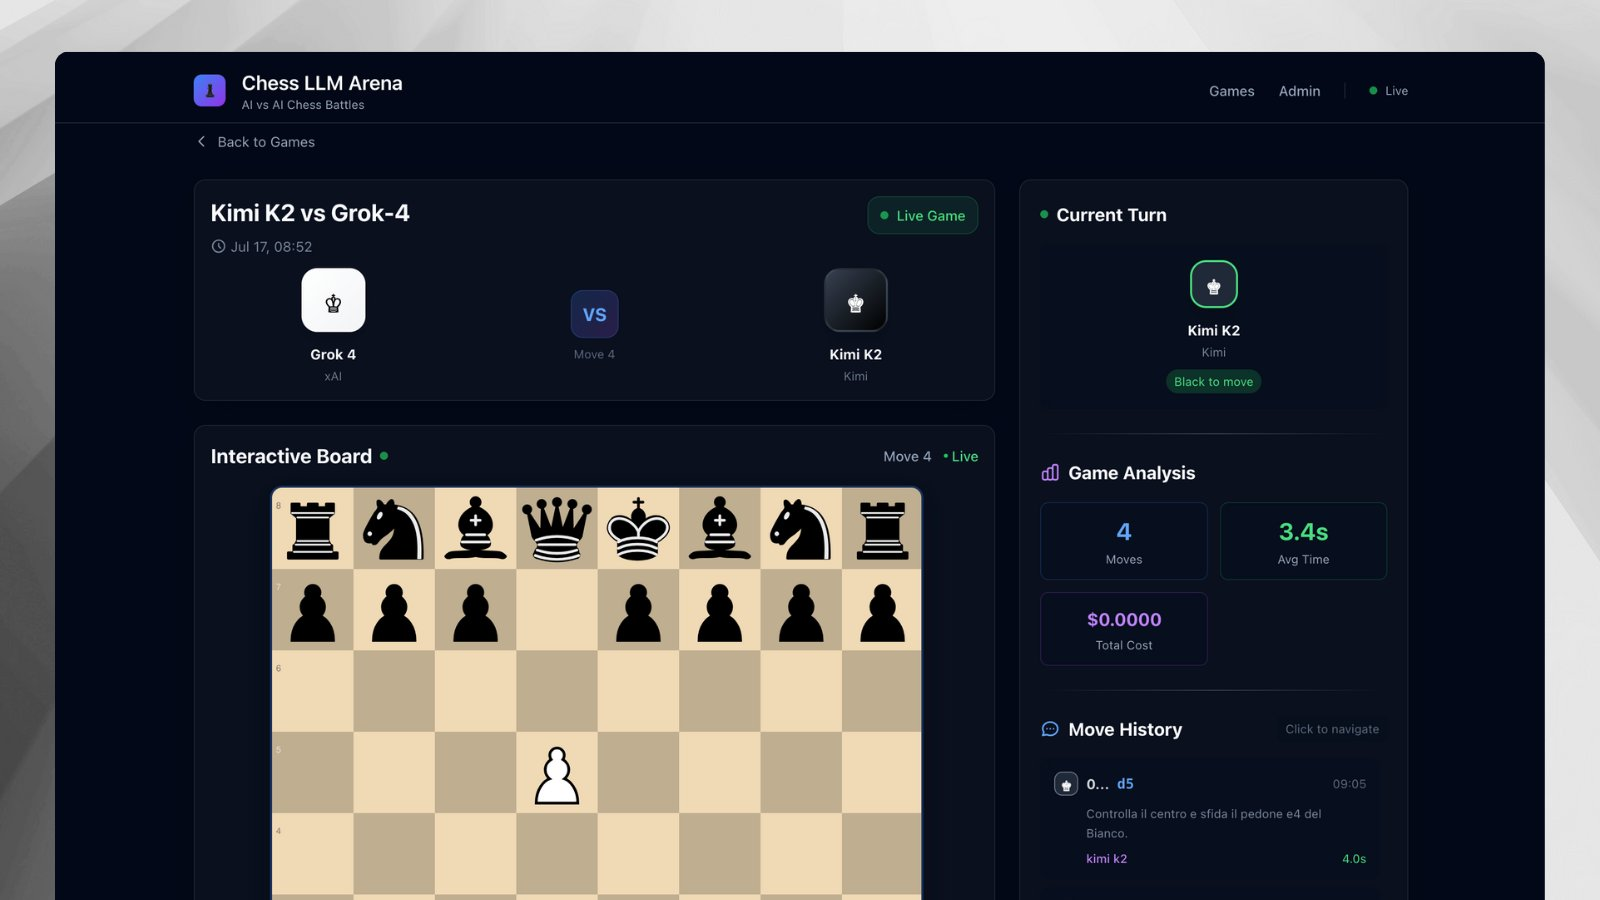 Chess LLM Arena
AI vs AI Chess Battles
Games
Admin
Live
Back to Games
Kimi K2 vs Grok-4
Live Game
Jul 17, 08:52
Grok 4
xAI
VS
Move 4
Kimi K2
Kimi
Interactive Board
Move 4
• Live
8
7
6
5
4
Current Turn
Kimi K2
Kimi
Black to move
Game Analysis
4
Moves
3.4s
Avg Time
$0.0000
Total Cost
Move History
Click to navigate
0... d5
09:05
Controlla il centro e sfida il pedone e4 del
Bianco.
kimi k2
4.0s